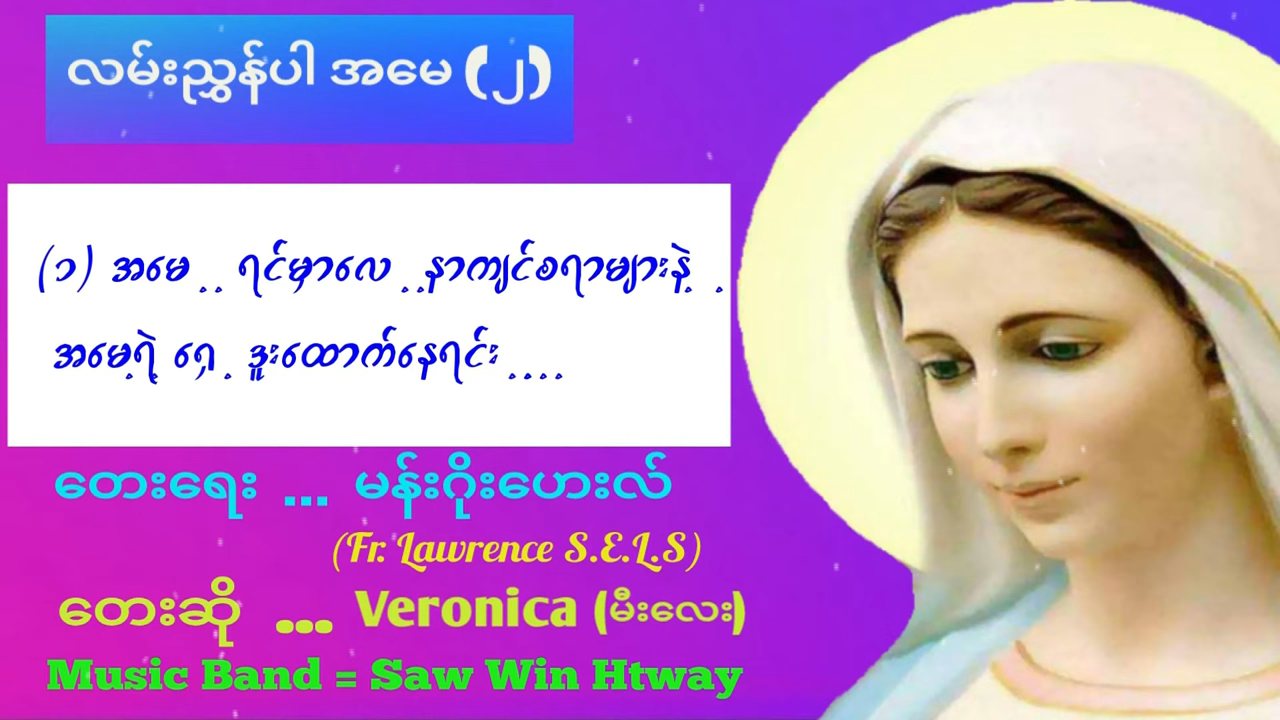 လမ်းညွှန်ပါ အမေ (၂)
(၁) အမေ . . ရင်မှာလေ . .နာကျင်စရာများနဲ့ .
အမေ့ရဲ့ ရှေ့ ဒူးထောက်နေရင်း . . . .
တေးရေး ... မန်းဂိုးဟေးလ်
(Fr. Lawrence S.E.L.S)
တေးဆို ... Veronica (မီးလေး)
Music Band = Saw Win Htway